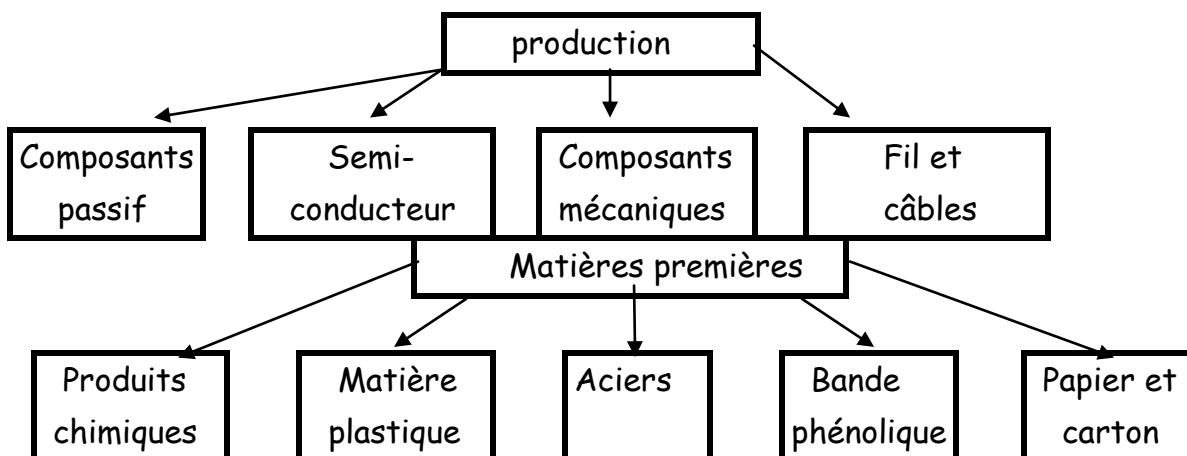 production
Composants
passif
Semi-
conducteur
Composants
mécaniques
Fil et
câbles
Matières premières
Produits
chimiques
Matière
plastique
Aciers
Bande
phénolique
Papier et
carton